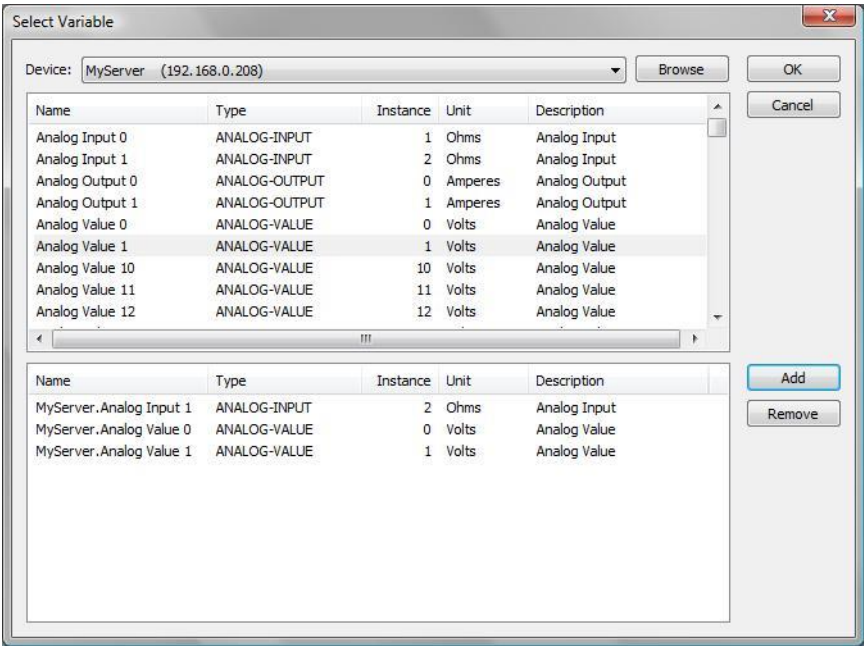 Select Variable
Device: MyServer (192.168.0.208) Browse OK
Cancel
Name Type Instance Unit Description
Analog Input 0 ANALOG-INPUT 1 Ohms Analog Input
Analog Input 1 ANALOG-INPUT 2 Ohms Analog Input
Analog Output 0 ANALOG-OUTPUT 0 Amperes Analog Output
Analog Output 1 ANALOG-OUTPUT 1 Amperes Analog Output
Analog Value 0 ANALOG-VALUE 0 Volts Analog Value
Analog Value 1 ANALOG-VALUE 1 Volts Analog Value
Analog Value 10 ANALOG-VALUE 10 Volts Analog Value
Analog Value 11 ANALOG-VALUE 11 Volts Analog Value
Analog Value 12 ANALOG-VALUE 12 Volts Analog Value
Name Type Instance Unit Description Add
MyServer.Analog Input 1 ANALOG-INPUT 2 Ohms Analog Input Remove
MyServer.Analog Value 0 ANALOG-VALUE 0 Volts Analog Value
MyServer.Analog Value 1 ANALOG-VALUE 1 Volts Analog Value